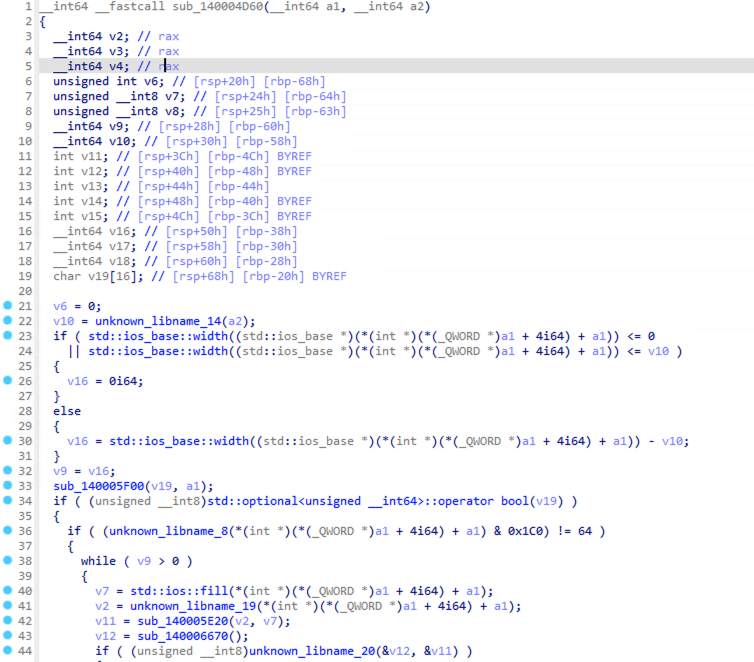 1 __int64 __fastcall sub_140004D60(__int64 a1, __int64 a2)
2 {
3 __int64 v2; // rax
4 __int64 v3; // rax
5 __int64 v4; // rax
6 unsigned int v6; // [rsp+20h] [rbp-68h]
7 unsigned __int8 v7; // [rsp+24h] [rbp-64h]
8 unsigned __int8 v8; // [rsp+25h] [rbp-63h]
9 __int64 v9; // [rsp+28h] [rbp-60h]
10 __int64 v10; // [rsp+30h] [rbp-58h]
11 int v11; // [rsp+3Ch] [rbp-4Ch] BYREF
12 int v12; // [rsp+40h] [rbp-48h] BYREF
13 int v13; // [rsp+44h] [rbp-44h]
14 int v14; // [rsp+48h] [rbp-40h] BYREF
15 int v15; // [rsp+4Ch] [rbp-3Ch] BYREF
16 __int64 v16; // [rsp+50h] [rbp-38h]
17 __int64 v17; // [rsp+58h] [rbp-30h]
18 __int64 v18; // [rsp+60h] [rbp-28h]
19 char v19[16]; // [rsp+68h] [rbp-20h] BYREF
20
21 v6 = 0;
22 v10 = unknown_libname_14(a2);
23 if ( std::ios_base::width((std::ios_base *)(*(int *)(*(_QWORD *)a1 + 4i64) + a1)) <= 0
24 || std::ios_base::width((std::ios_base *)(*(int *)(*(_QWORD *)a1 + 4i64) + a1)) <= v10 )
25 {
26 v16 = 0i64;
27 }
28 else
29 {
30 v16 = std::ios_base::width((std::ios_base *)(*(int *)(*(_QWORD *)a1 + 4i64) + a1)) - v10;
31 }
32 v9 = v16;
33 sub_140005F00(v19, a1);
34 if ( (unsigned __int8)std::optional<unsigned __int64>::operator bool(v19) )
35 {
36 if ( (unknown_libname_8(*(int *)(*(_QWORD *)a1 + 4i64) + a1) & 0x1C0) != 64 )
37 {
38 while ( v9 > 0 )
39 {
40 v7 = std::ios::fill(*(int *)(*(_QWORD *)a1 + 4i64) + a1);
41 v2 = unknown_libname_19(*(int *)(*(_QWORD *)a1 + 4i64) + a1);
42 v11 = sub_140005E20(v2, v7);
43 v12 = sub_140006670();
44 if ( (unsigned __int8)unknown_libname_20(&v12, &v11) )